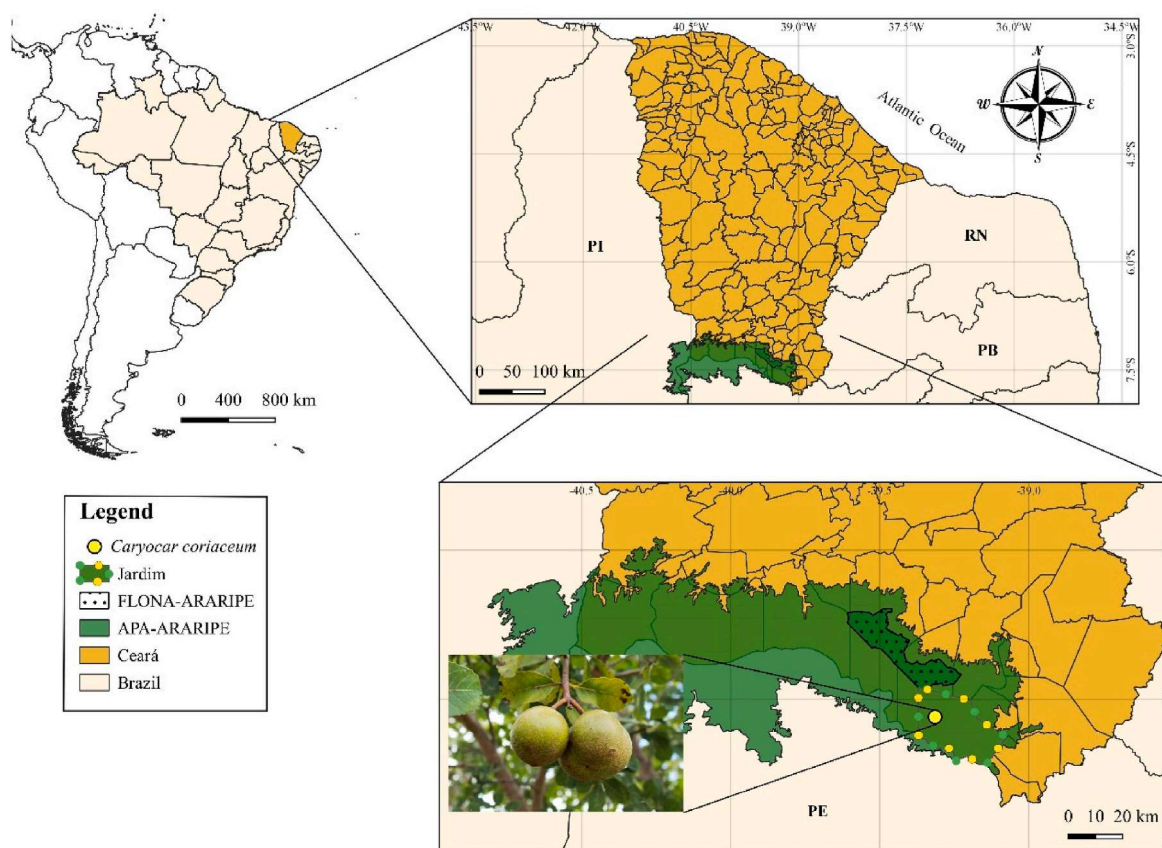 43.5°W 42.0°W 40.5°W 39.0°W 37.5°W 36.0°W 34.5°W
3.0°S
N
W E
S
Atlantic Ocean
4.5°S
PI
RN
6.0°S
PB
7.5°S
0 50 100 km
0 400 800 km
-40,5 -40,0 -39,5 -39,0
Legend
Caryocar coriaceum
Jardim
FLONA-ARARIPE
APA-ARARIPE
Ceará
Brazil
PE
0 10 20 km